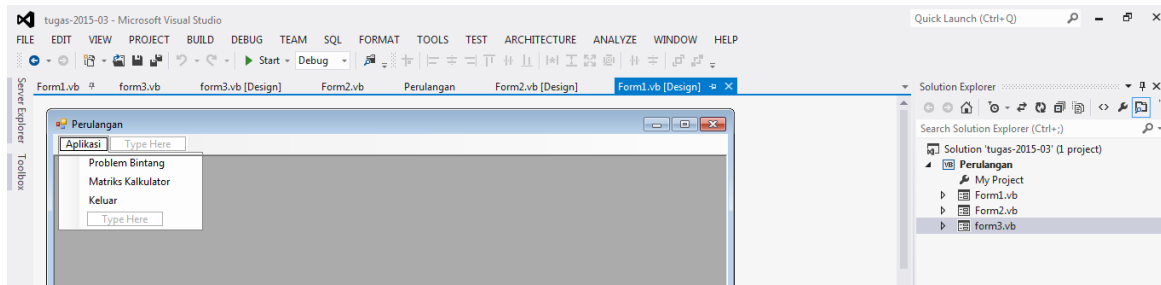 tugas-2015-03 - Microsoft Visual Studio
Quick Launch (Ctrl+Q)
FILE EDIT VIEW PROJECT BUILD DEBUG TEAM SQL FORMAT TOOLS TEST ARCHITECTURE ANALYZE WINDOW HELP
Start Debug
Server Explorer
Toolbox
Form1.vb form3.vb form3.vb [Design] Form2.vb Perulangan Form2.vb [Design] Form1.vb [Design]
Perulangan
Aplikasi Type Here
Problem Bintang
Matriks Kalkulator
Keluar
Type Here
Solution Explorer
Search Solution Explorer (Ctrl+;)
Solution 'tugas-2015-03' (1 project)
VB Perulangan
My Project
Form1.vb
Form2.vb
form3.vb